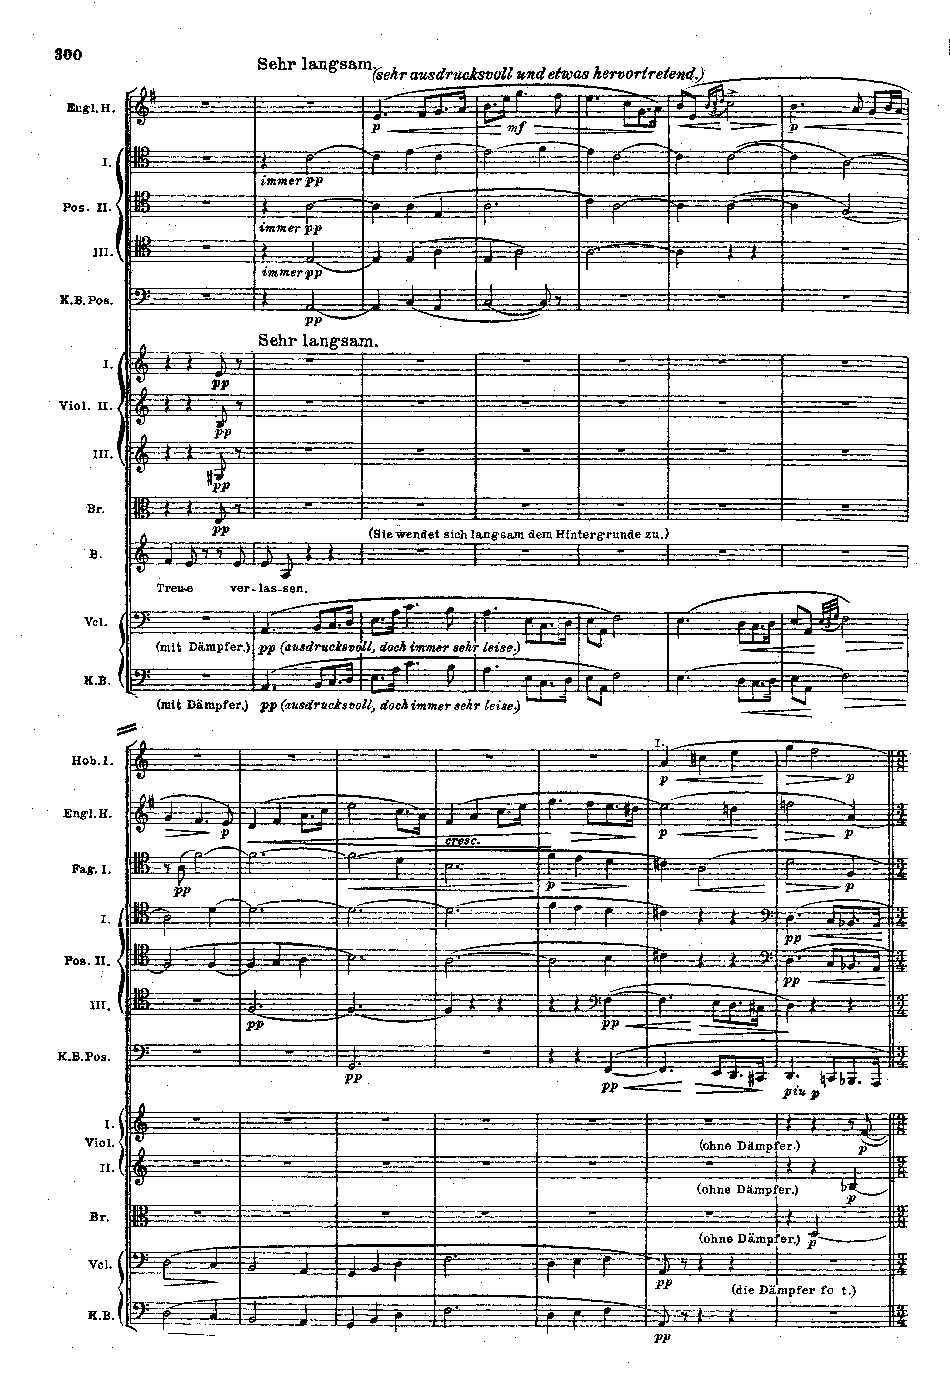 300
Sehr langsam.
(sehr ausdrucksvoll und etwas hervortretend.)
Engl. H.
p mf p
I.
immer pp
Pos. II.
immer pp
III.
immer pp
K.B. Pos.
pp
Sehr langsam.
I.
pp
Viol. II.
pp
III.
pp
Br.
pp
(Sie wendet sich langsam dem Hintergrunde zu.)
B.
Treu-e ver-las-sen.
Vcl.
(mit Dämpfer.) pp (ausdrucksvoll, doch immer sehr leise.)
K.B.
(mit Dämpfer.) pp (ausdrucksvoll, doch immer sehr leise.)
Hob. I.
I.
p p
Engl. H.
p cresc. p p
Fag. I.
pp p p
I.
pp
Pos. II.
pp
III.
pp pp
K.B. Pos.
pp pp più p
I.
Viol.
(ohne Dämpfer.) p
II.
(ohne Dämpfer.) p
Br.
(ohne Dämpfer.) p
Vcl.
pp (die Dämpfer fo t.)
K.B.
pp